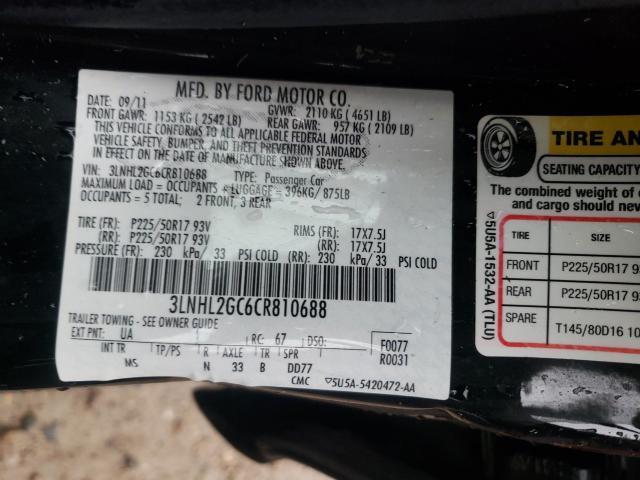 MFD. BY FORD MOTOR CO.
DATE: 09/11 GVWR: 2110 KG ( 4651 LB)
FRONT GAWR: 1153 KG ( 2542 LB) REAR GAWR: 957 KG ( 2109 LB)
THIS VEHICLE CONFORMS TO ALL APPLICABLE FEDERAL MOTOR
VEHICLE SAFETY, BUMPER, AND THEFT PREVENTION STANDARDS
IN EFFECT ON THE DATE OF MANUFACTURE SHOWN ABOVE.
VIN: 3LNHL2GC6CR810688 TYPE: Passenger Car
MAXIMUM LOAD = OCCUPANTS + LUGGAGE = 396KG/ 875LB
OCCUPANTS = 5 TOTAL: 2 FRONT, 3 REAR
TIRE (FR): P225/50R17 93V RIMS (FR): 17X7.5J
(RR): P225/50R17 93V (RR): 17X7.5J
PRESSURE (FR): 230 kPa/ 33 PSI COLD (RR): 230 kPa/ 33 PSI COLD
3LNHL2GC6CR810688
TRAILER TOWING - SEE OWNER GUIDE
EXT PNT: UA RC: 67 DSO: F0077
INT TR TP/PS R AXLE TR SPR R0031
MS N 33 B DD77
CMC ▽5U5A-5420472-AA
▽5U5A-1532-AA (TLU)
TIRE AN
SEATING CAPACITY
The combined weight of
and cargo should never
TIRE SIZE
FRONT P225/50R17 93
REAR P225/50R17
SPARE T145/80D16 10